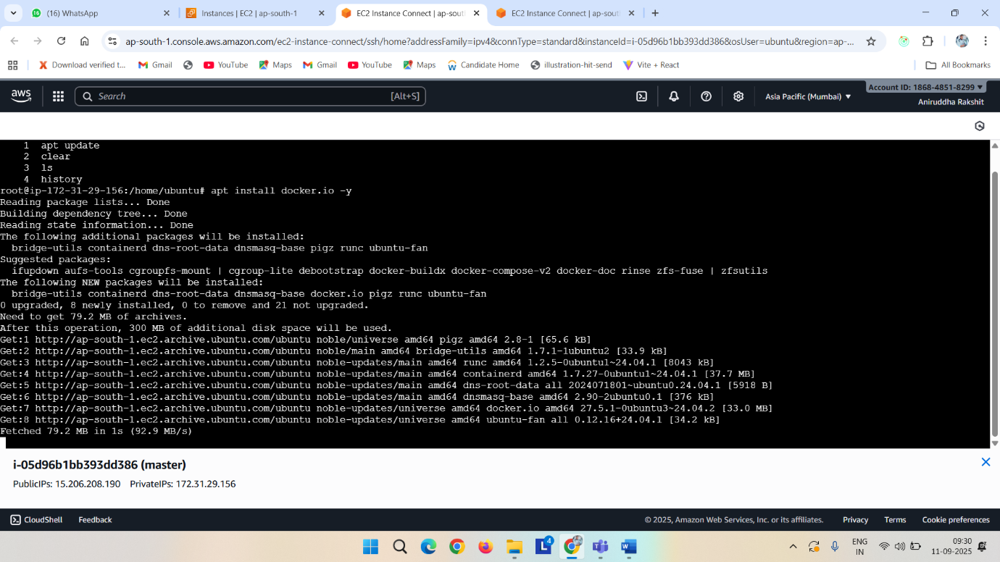 (16) WhatsApp
Instances | EC2 | ap-south-1
EC2 Instance Connect | ap-sout
EC2 Instance Connect | ap-sout
ap-south-1.console.aws.amazon.com/ec2-instance-connect/ssh/home?addressFamily=ipv4&connType=standard&instanceId=i-05d96b1bb393dd386&osUser=ubuntu&region=ap-...
Download verified t... Gmail YouTube Maps Gmail YouTube Maps Candidate Home illustration-hit-send Vite + React All Bookmarks
aws
Search [Alt+S]
Asia Pacific (Mumbai)
Account ID: 1868-4851-8299
Aniruddha Rakshit
1 apt update
2 clear
3 ls
4 history
root@ip-172-31-29-156:/home/ubuntu# apt install docker.io -y
Reading package lists... Done
Building dependency tree... Done
Reading state information... Done
The following additional packages will be installed:
bridge-utils containerd dns-root-data dnsmasq-base pigz runc ubuntu-fan
Suggested packages:
ifupdown aufs-tools cgroupfs-mount | cgroup-lite debootstrap docker-buildx docker-compose-v2 docker-doc rinse zfs-fuse | zfsutils
The following NEW packages will be installed:
bridge-utils containerd dns-root-data dnsmasq-base docker.io pigz runc ubuntu-fan
0 upgraded, 8 newly installed, 0 to remove and 21 not upgraded.
Need to get 79.2 MB of archives.
After this operation, 300 MB of additional disk space will be used.
Get:1 http://ap-south-1.ec2.archive.ubuntu.com/ubuntu noble/universe amd64 pigz amd64 2.8-1 [65.6 kB]
Get:2 http://ap-south-1.ec2.archive.ubuntu.com/ubuntu noble/main amd64 bridge-utils amd64 1.7.1-1ubuntu2 [33.9 kB]
Get:3 http://ap-south-1.ec2.archive.ubuntu.com/ubuntu noble-updates/main amd64 runc amd64 1.2.5-0ubuntu1~24.04.1 [8043 kB]
Get:4 http://ap-south-1.ec2.archive.ubuntu.com/ubuntu noble-updates/main amd64 containerd amd64 1.7.27-0ubuntu1~24.04.1 [37.7 MB]
Get:5 http://ap-south-1.ec2.archive.ubuntu.com/ubuntu noble-updates/main amd64 dns-root-data all 2024071801~ubuntu0.24.04.1 [5918 B]
Get:6 http://ap-south-1.ec2.archive.ubuntu.com/ubuntu noble-updates/main amd64 dnsmasq-base amd64 2.90-2ubuntu0.1 [376 kB]
Get:7 http://ap-south-1.ec2.archive.ubuntu.com/ubuntu noble-updates/universe amd64 docker.io amd64 27.5.1-0ubuntu3~24.04.2 [33.0 MB]
Get:8 http://ap-south-1.ec2.archive.ubuntu.com/ubuntu noble-updates/universe amd64 ubuntu-fan all 0.12.16+24.04.1 [34.2 kB]
Fetched 79.2 MB in 1s (92.9 MB/s)
i-05d96b1bb393dd386 (master)
PublicIPs: 15.206.208.190 PrivateIPs: 172.31.29.156
CloudShell Feedback © 2025, Amazon Web Services, Inc. or its affiliates. Privacy Terms Cookie preferences
L 4
ENG
IN
09:30
11-09-2025